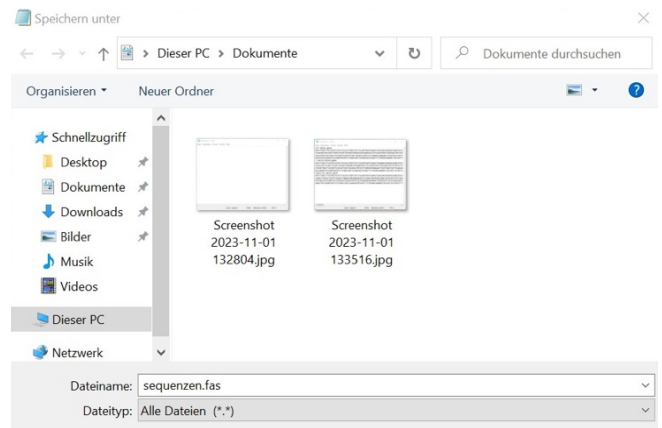 Speichern unter
Dieser PC > Dokumente
Dokumente durchsuchen
Organisieren
Neuer Ordner
Schnellzugriff
Desktop
Dokumente
Downloads
Bilder
Musik
Videos
Dieser PC
Netzwerk
Screenshot
2023-11-01
132804.jpg
Screenshot
2023-11-01
133516.jpg
Dateiname: sequenzen.fas
Dateityp: Alle Dateien (*.*)